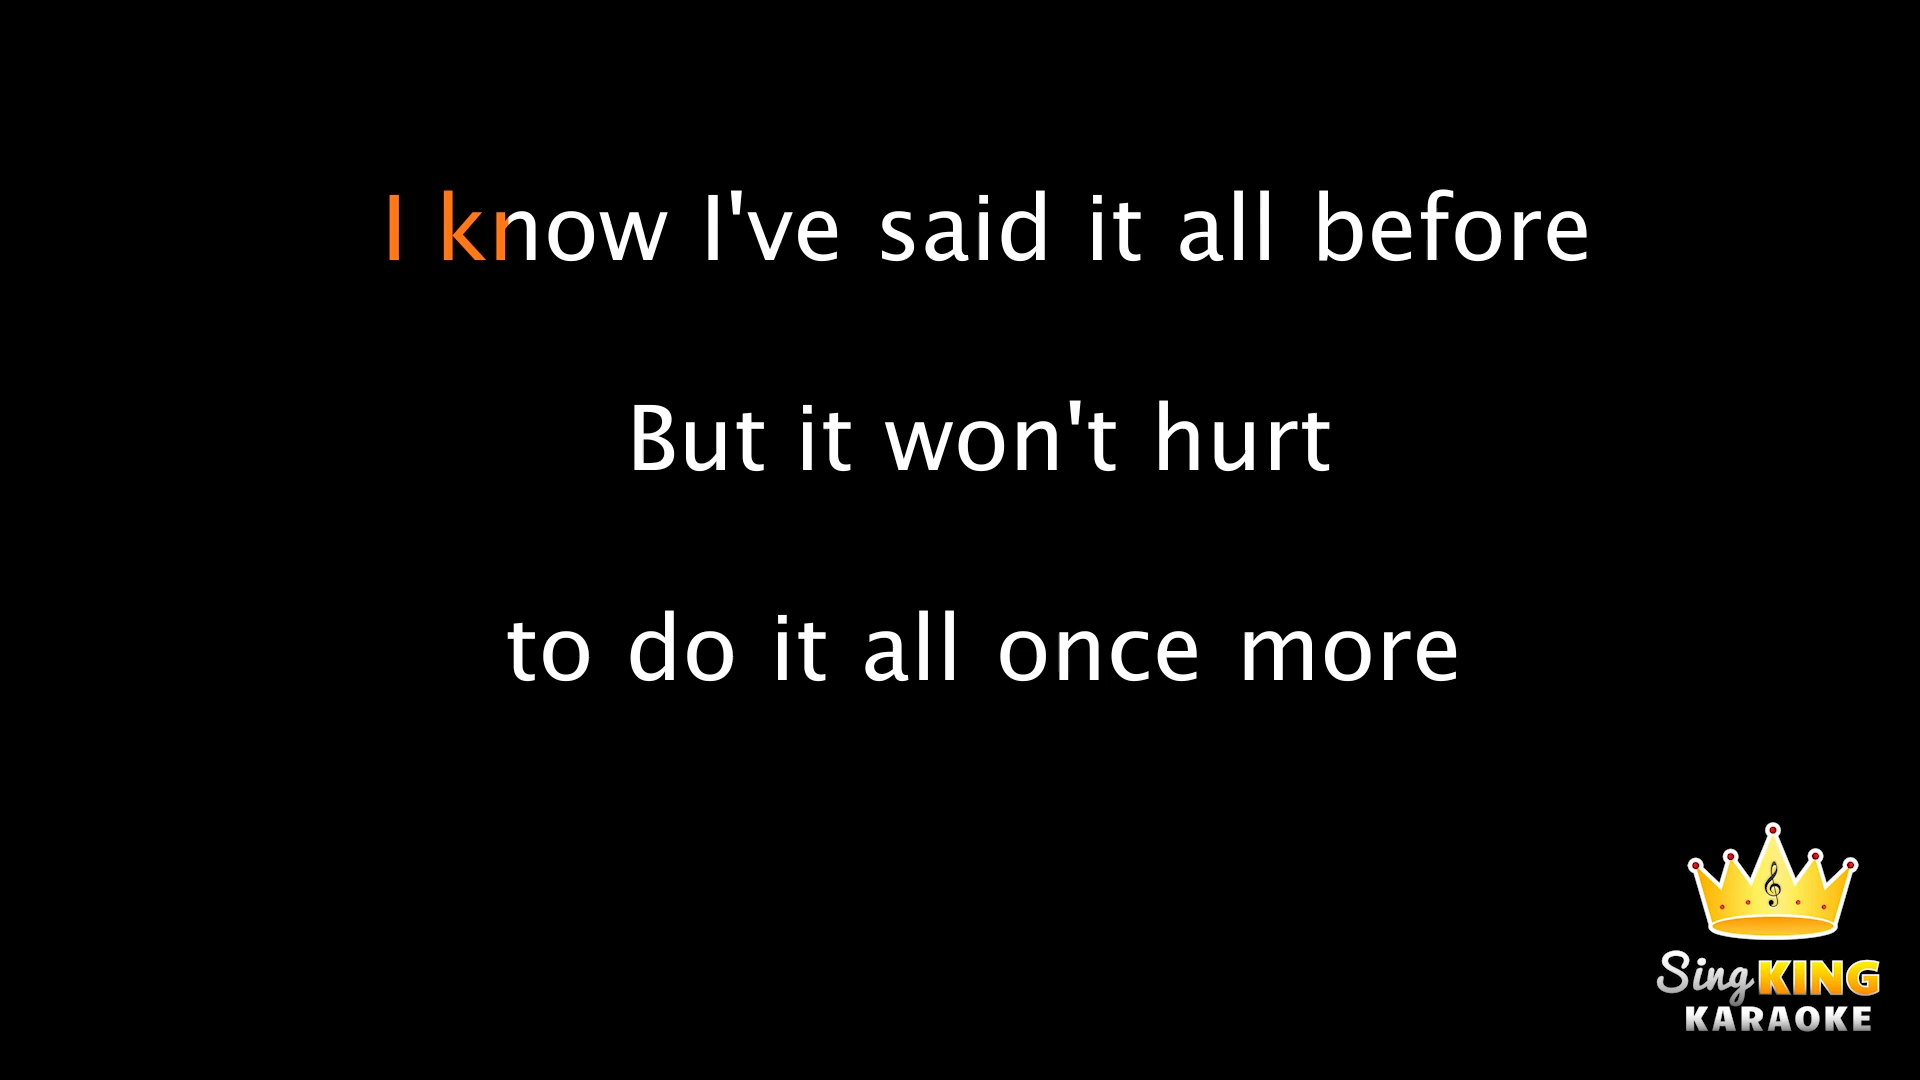 I know I've said it all before
But it won't hurt
to do it all once more
Sing KING
KARAOKE